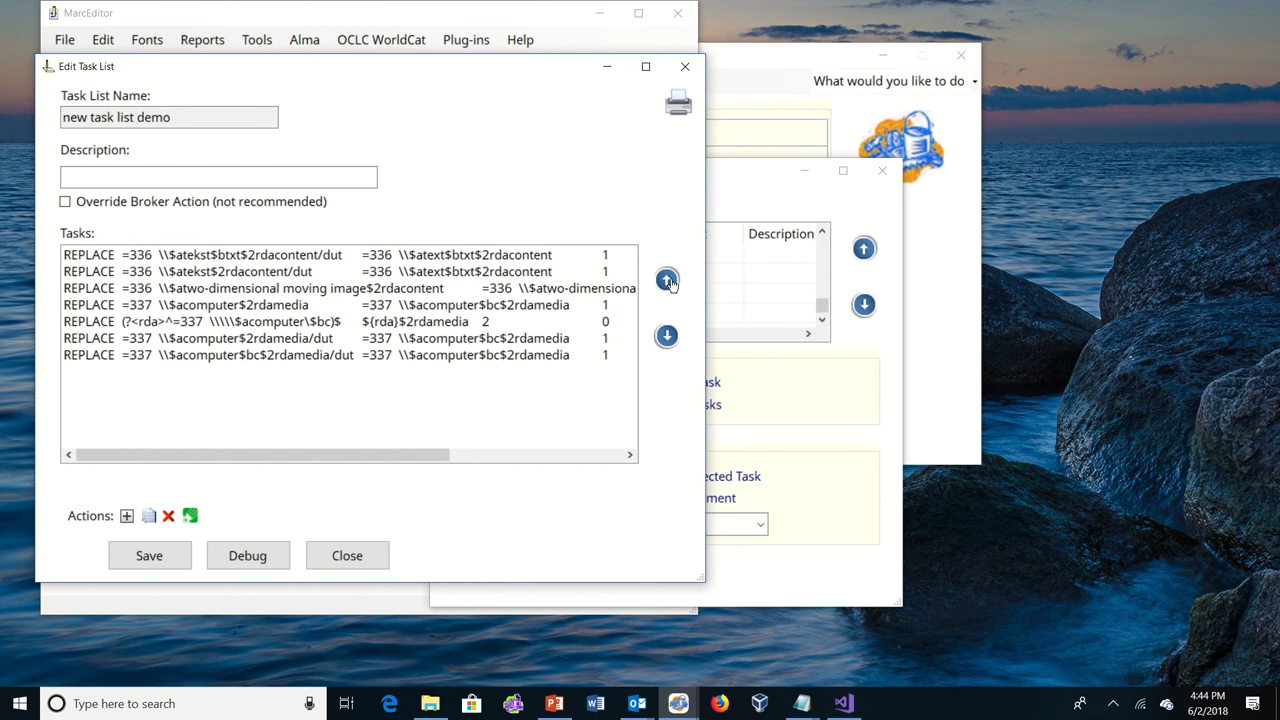 MarcEditor
File Edit Fonts Reports Tools Alma OCLC WorldCat Plug-ins Help
Edit Task List
What would you like to do
Task List Name:
new task list demo
Description:
Override Broker Action (not recommended)
Tasks:
REPLACE =336 \\$atekst$btxt$2rdacontent/dut =336 \\$atext$btxt$2rdacontent 1
REPLACE =336 \\$atekst$2rdacontent/dut =336 \\$atext$btxt$2rdacontent 1
REPLACE =336 \\$atwo-dimensional moving image$2rdacontent =336 \\$atwo-dimensiona
REPLACE =337 \\$acomputer$2rdamedia =337 \\$acomputer$bc$2rdamedia 1
REPLACE (?<rda>^=337 \\\\\$acomputer\$bc)$ ${rda}$2rdamedia 2 0
REPLACE =337 \\$acomputer$2rdamedia/dut =337 \\$acomputer$bc$2rdamedia 1
REPLACE =337 \\$acomputer$bc$2rdamedia/dut =337 \\$acomputer$bc$2rdamedia 1
Description
ask
sks
ected Task
ment
Actions:
Save Debug Close
Type here to search
4:44 PM
6/2/2018